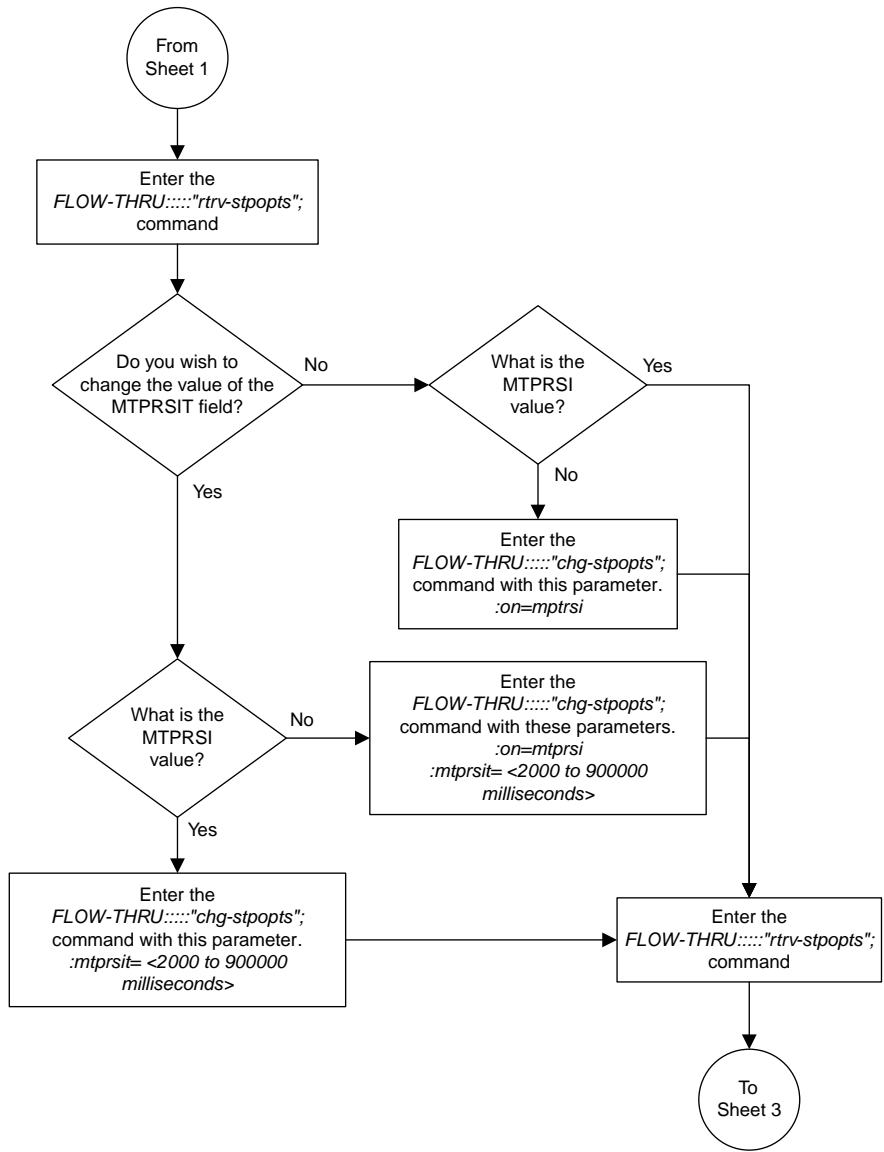 From
Sheet 1
Enter the
FLOW-THRU:::::"rtrv-stpopts";
command
Do you wish to
change the value of the
MTPRSIT field?
No
Yes
What is the
MTPRSI
value?
Yes
No
Enter the
FLOW-THRU:::::"chg-stpopts";
command with this parameter.
:on=mptrsi
What is the
MTPRSI
value?
No
Yes
Enter the
FLOW-THRU:::::"chg-stpopts";
command with these parameters.
:on=mtprsi
:mtprsit= <2000 to 900000
milliseconds>
Enter the
FLOW-THRU:::::"chg-stpopts";
command with this parameter.
:mtprsit= <2000 to 900000
milliseconds>
Enter the
FLOW-THRU:::::"rtrv-stpopts";
command
To
Sheet 3